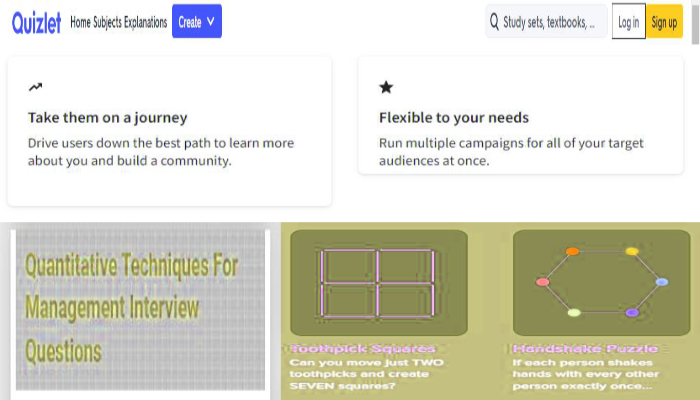 Quizlet Home Subjects Explanations Create Study sets, textbooks, ... Log in Sign up
Take them on a journey
Drive users down the best path to learn more
about you and build a community.
Flexible to your needs
Run multiple campaigns for all of your target
audiences at once.
Quantitative Techniques For
Management Interview
Questions
Toothpick Squares
Can you move just TWO
toothpicks and create
SEVEN squares?
Handshake Puzzle
If each person shakes
hands with every other
person exactly once...